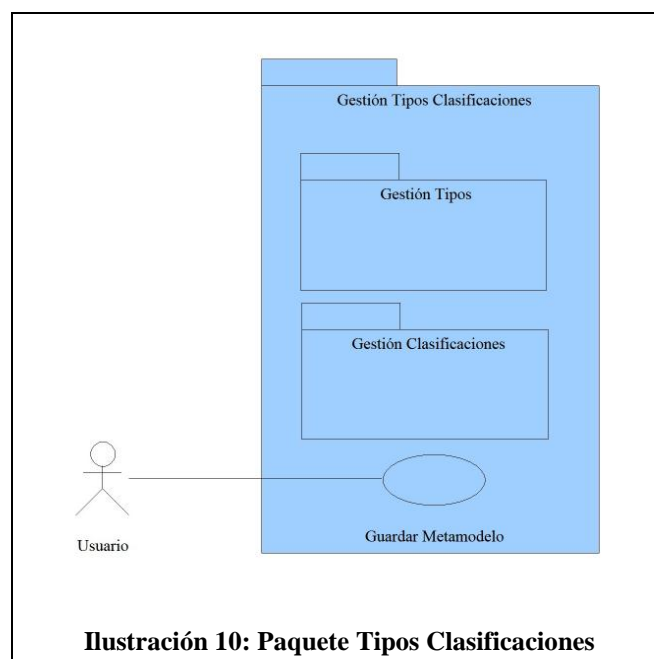 Gestión Tipos Clasificaciones
Gestión Tipos
Gestión Clasificaciones
Usuario
Guardar Metamodelo
Ilustración 10: Paquete Tipos Clasificaciones